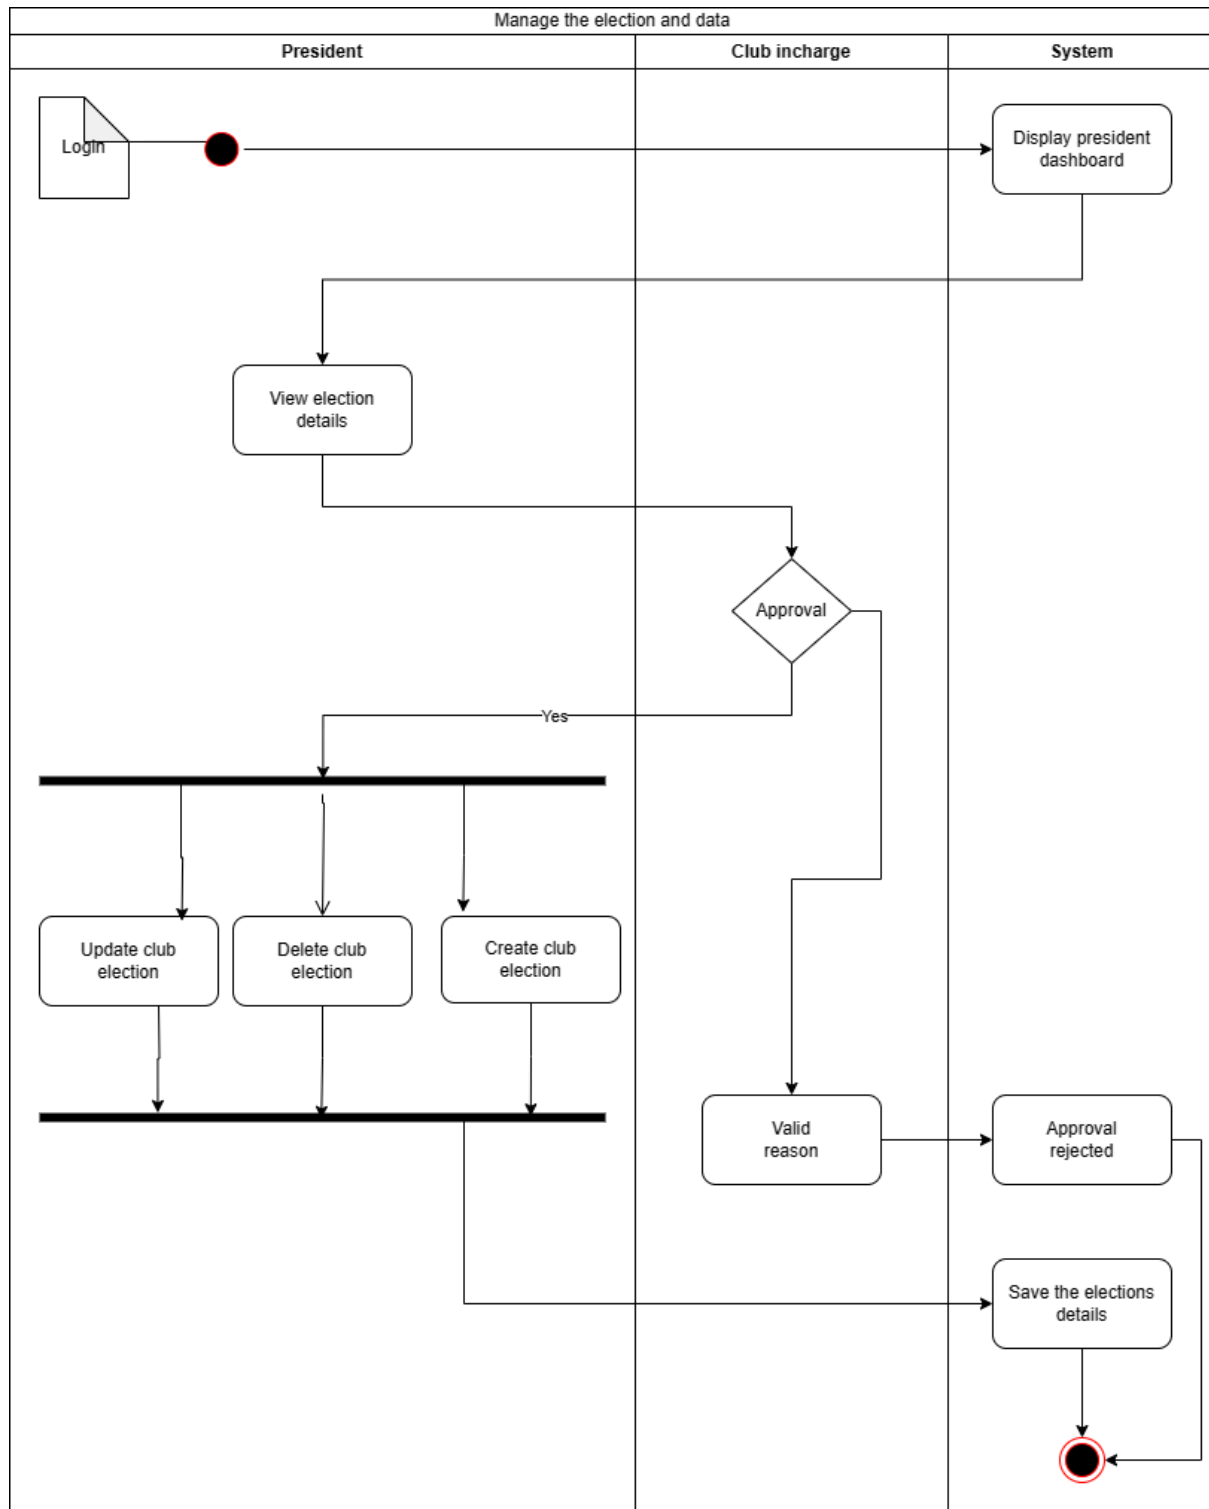 Manage the election and data
President
Club incharge
System
Login
Display president
dashboard
View election
details
Approval
Yes
Update club
election
Delete club
election
Create club
election
Valid
reason
Approval
rejected
Save the elections
details